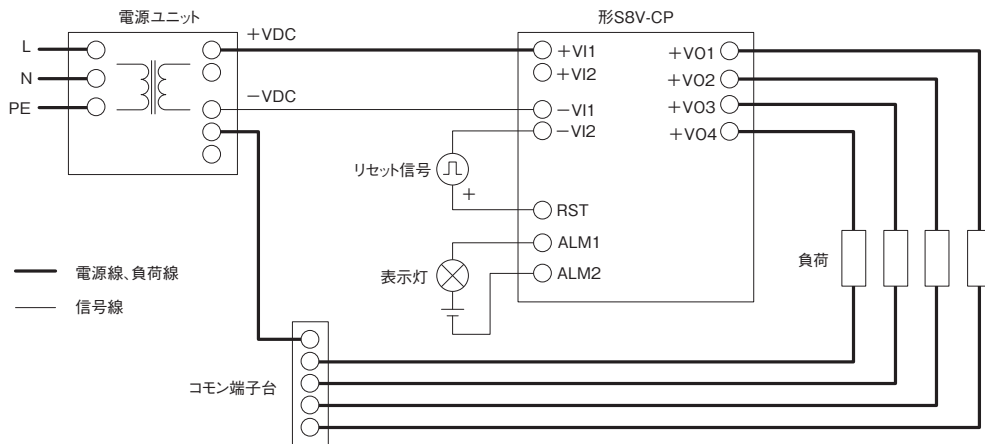 電源ユニット
形S8V-CP
L
N
PE
+VDC
−VDC
+VI1
+VI2
−VI1
−VI2
リセット信号
+
RST
ALM1
ALM2
表示灯
+VO1
+VO2
+VO3
+VO4
負荷
電源線、負荷線
信号線
コモン端子台